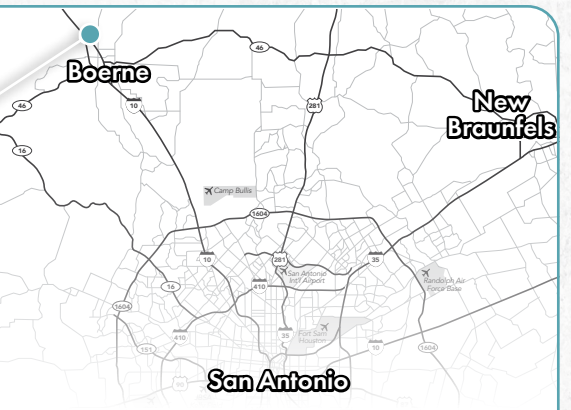 46
Boerne
New
Braunfels
46
10
281
16
Camp Bullis
1604
10
281
35
San Antonio
Int'l Airport
Randolph Air
Force Base
16
410
1604
Fort Sam
Houston
410
35
151
10
1604
90
San Antonio